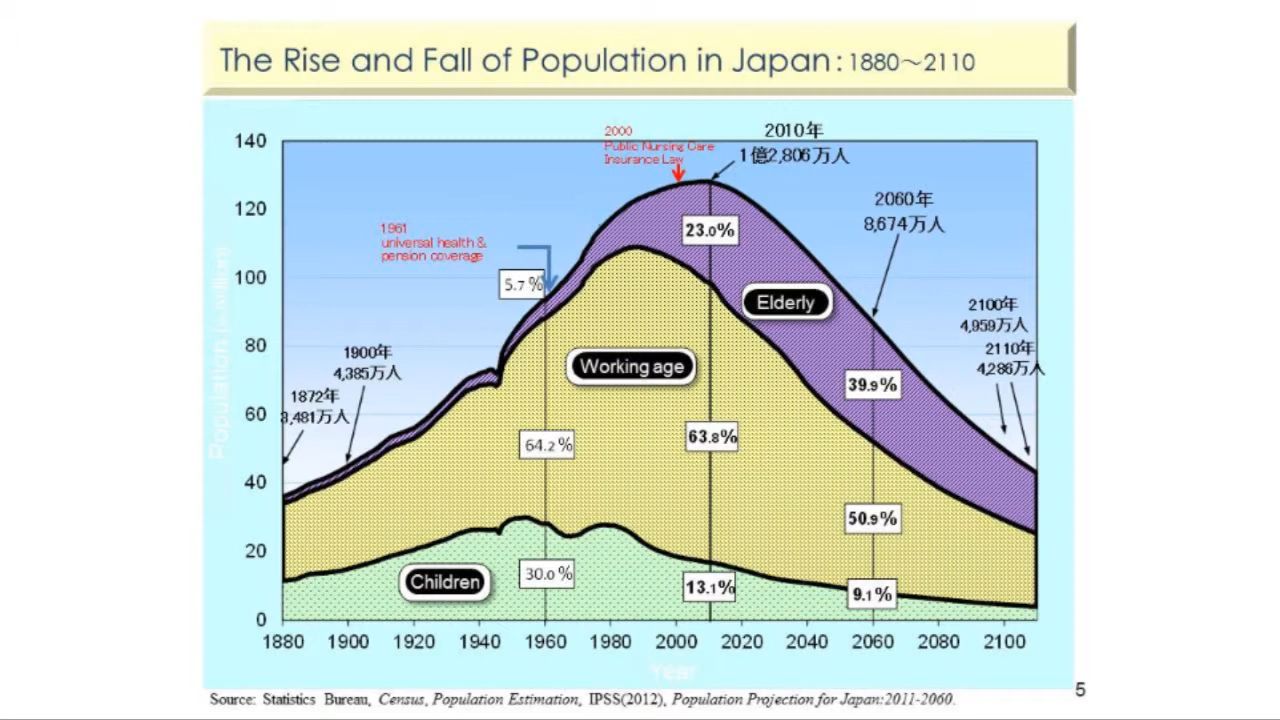 The Rise and Fall of Population in Japan: 1880～2110
2000
Public Nursing Care
Insurance Law
2010年
1億2,806万人
1961
universal health &
pension coverage
2060年
8,674万人
2100年
4,959万人
2110年
4,286万人
1900年
4,385万人
1872年
3,481万人
140
120
100
80
60
40
20
0
Population (million)
5.7%
64.2%
30.0%
23.0%
63.8%
13.1%
39.9%
50.9%
9.1%
Elderly
Working age
Children
1880 1900 1920 1940 1960 1980 2000 2020 2040 2060 2080 2100
Year
Source: Statistics Bureau, Census, Population Estimation, IPSS(2012), Population Projection for Japan:2011-2060.
5